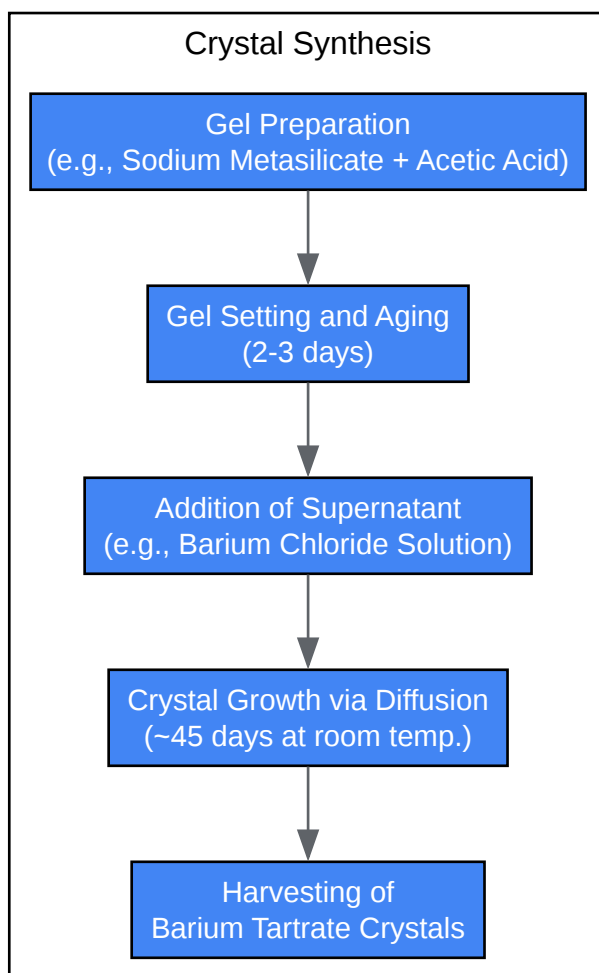 Crystal Synthesis
Gel Preparation
(e.g., Sodium Metasilicate + Acetic Acid)
Gel Setting and Aging
(2-3 days)
Addition of Supernatant
(e.g., Barium Chloride Solution)
Crystal Growth via Diffusion
(~45 days at room temp.)
Harvesting of
Barium Tartrate Crystals